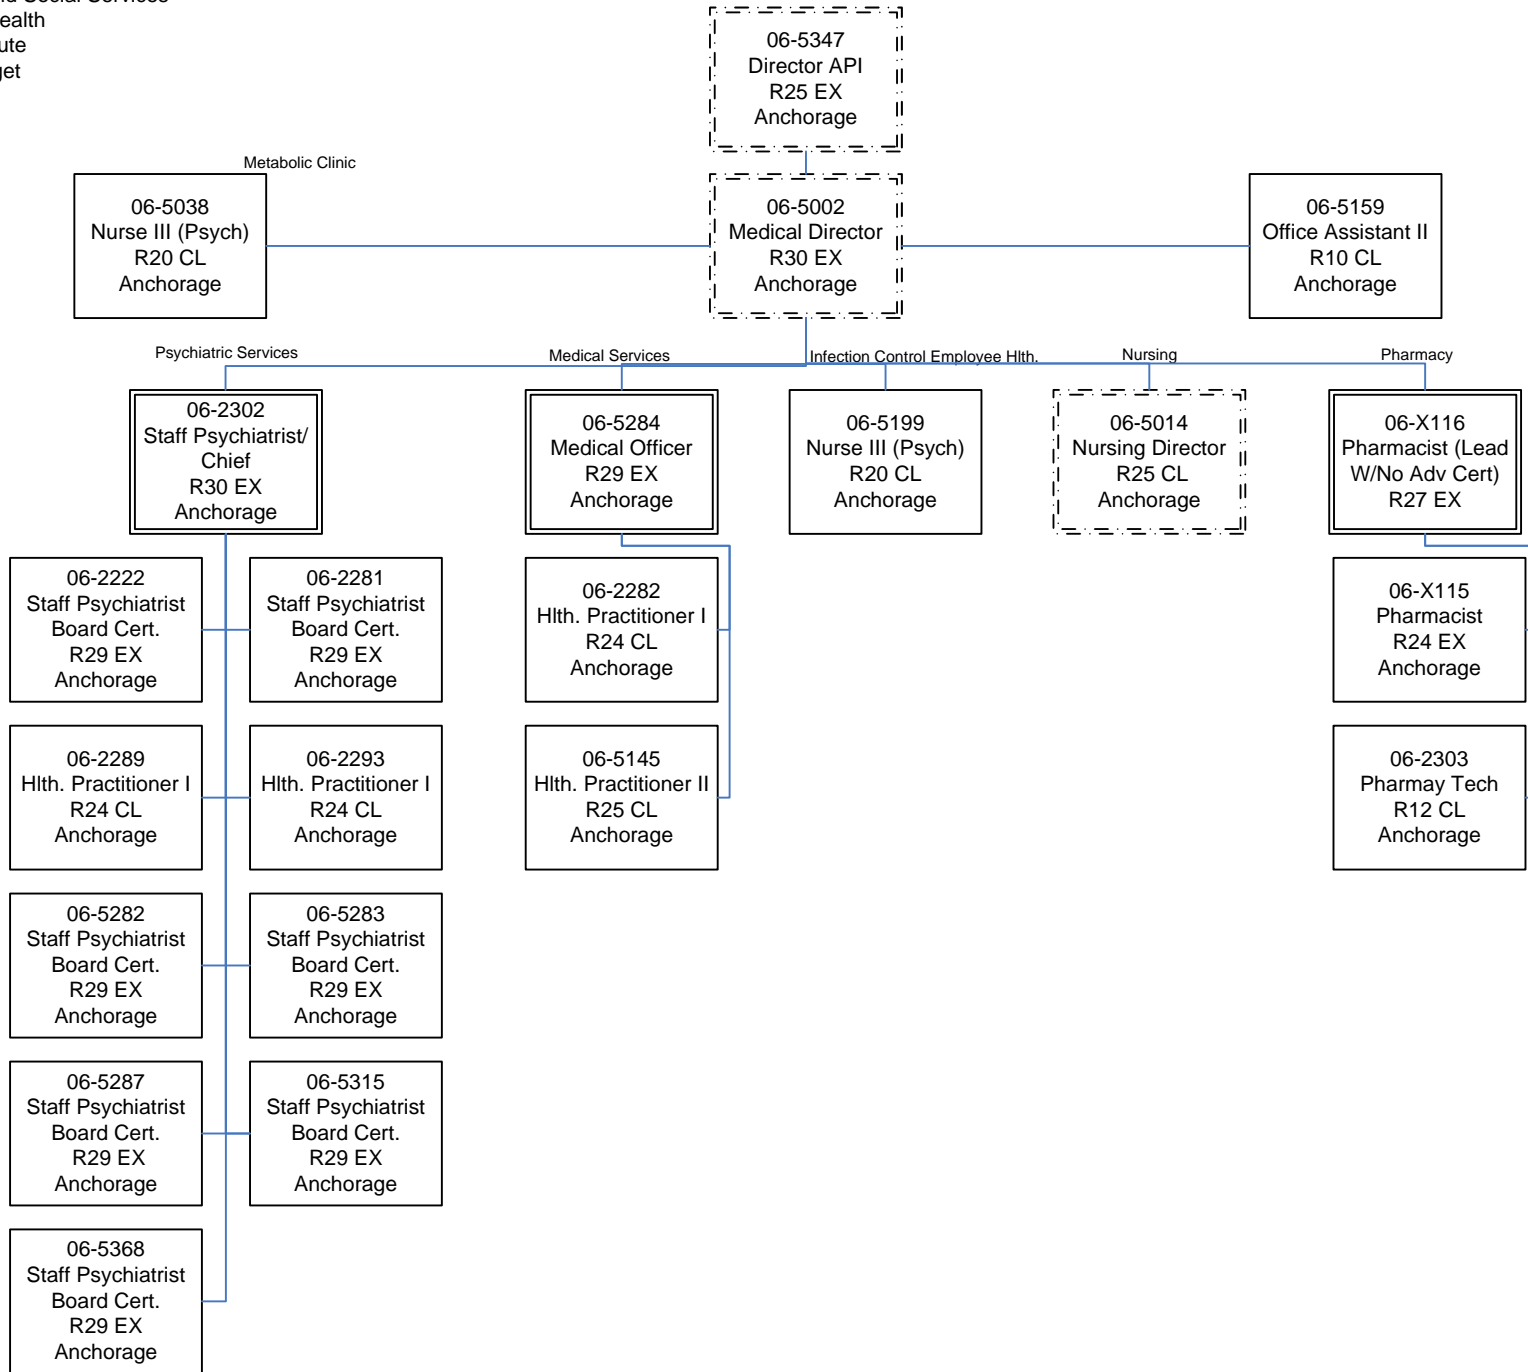 Social Services
06-5347
Director API
R25 EX
Anchorage
Metabolic Clinic
06-5038
Nurse III (Psych)
R20 CL
Anchorage
06-5002
Medical Director
R30 EX
Anchorage
06-5159
Office Assistant II
R10 CL
Anchorage
Psychiatric Services
Medical Services
Infection Control Employee Hlth.
Nursing
Pharmacy
06-2302
Staff Psychiatrist/
Chief
R30 EX
Anchorage
06-5284
Medical Officer
R29 EX
Anchorage
06-5199
Nurse III (Psych)
R20 CL
Anchorage
06-5014
Nursing Director
R25 CL
Anchorage
06-X116
Pharmacist (Lead
W/No Adv Cert)
R27 EX
06-2222
Staff Psychiatrist
Board Cert.
R29 EX
Anchorage
06-2281
Staff Psychiatrist
Board Cert.
R29 EX
Anchorage
06-2282
Hlth. Practitioner I
R24 CL
Anchorage
06-X115
Pharmacist
R24 EX
Anchorage
06-2289
Hlth. Practitioner I
R24 CL
Anchorage
06-2293
Hlth. Practitioner I
R24 CL
Anchorage
06-5145
Hlth. Practitioner II
R25 CL
Anchorage
06-2303
Pharmay Tech
R12 CL
Anchorage
06-5282
Staff Psychiatrist
Board Cert.
R29 EX
Anchorage
06-5283
Staff Psychiatrist
Board Cert.
R29 EX
Anchorage
06-5287
Staff Psychiatrist
Board Cert.
R29 EX
Anchorage
06-5315
Staff Psychiatrist
Board Cert.
R29 EX
Anchorage
06-5368
Staff Psychiatrist
Board Cert.
R29 EX
Anchorage